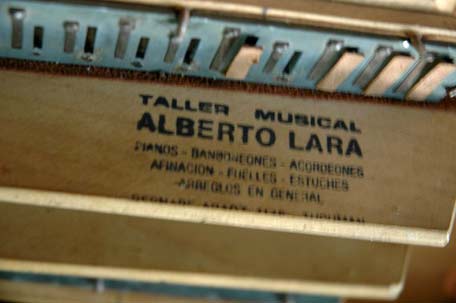 TALLER MUSICAL
ALBERTO LARA
PIANOS - BANDONEONES - ACORDEONES
AFINACION - FUELLES - ESTUCHES
ARREGLOS EN GENERAL